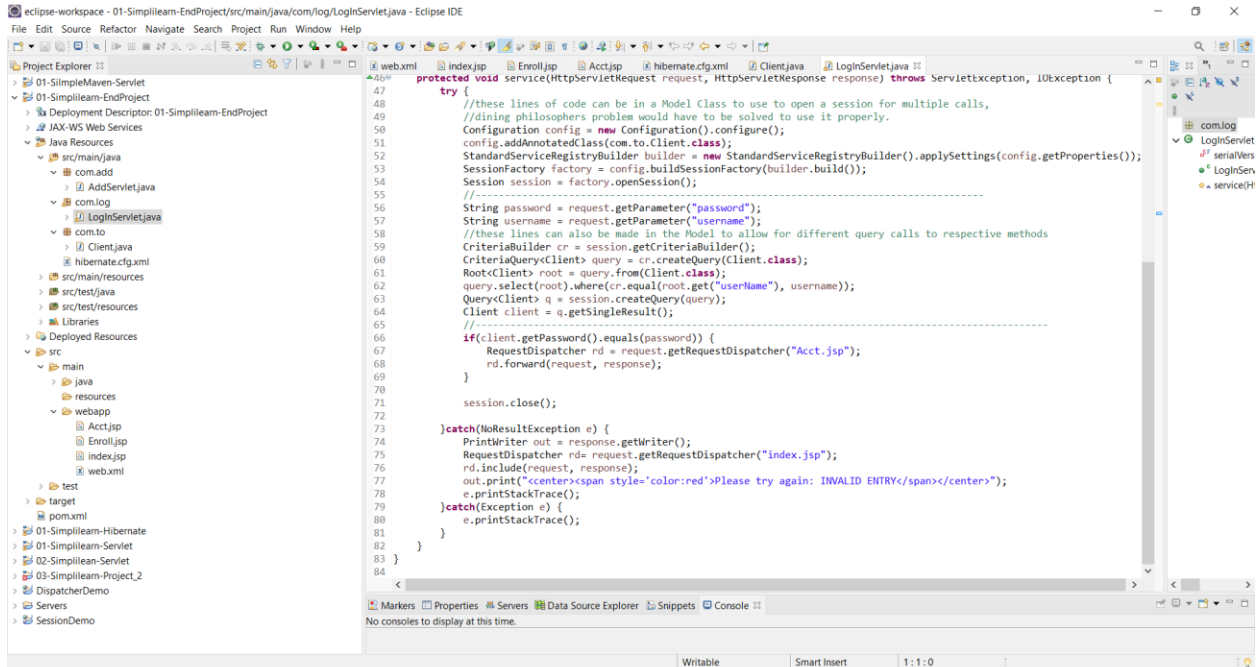 eclipse-workspace - 01-Simplilearn-EndProject/src/main/java/com/log/LogInServlet.java - Eclipse IDE
File Edit Source Refactor Navigate Search Project Run Window Help
Project Explorer
web.xml index.jsp Enroll.jsp Acct.jsp hibernate.cfg.xml Client.java LogInServlet.java
01-SilmpleMaven-Servlet
01-Simplilearn-EndProject
Deployment Descriptor: 01-Simplilearn-EndProject
JAX-WS Web Services
Java Resources
src/main/java
com.add
AddServlet.java
com.log
LogInServlet.java
com.to
Client.java
hibernate.cfg.xml
src/main/resources
src/test/java
src/test/resources
Libraries
Deployed Resources
src
main
java
resources
webapp
Acct.jsp
Enroll.jsp
index.jsp
web.xml
test
target
pom.xml
01-Simplilearn-Hibernate
01-Simplilearn-Servlet
02-Simplilean-Servlet
03-Simplilearn-Project_2
DispatcherDemo
Servers
SessionDemo
46 protected void service(HttpServletRequest request, HttpServletResponse response) throws ServletException, IOException {
47 try {
48 //these lines of code can be in a Model Class to use to open a session for multiple calls,
49 //dining philosophers problem would have to be solved to use it properly.
50 Configuration config = new Configuration().configure();
51 config.addAnnotatedClass(com.to.Client.class);
52 StandardServiceRegistryBuilder builder = new StandardServiceRegistryBuilder().applySettings(config.getProperties());
53 SessionFactory factory = config.buildSessionFactory(builder.build());
54 Session session = factory.openSession();
55 //--------------------------------------------------------------------------
56 String password = request.getParameter("password");
57 String username = request.getParameter("username");
58 //these lines can also be made in the Model to allow for different query calls to respective methods
59 CriteriaBuilder cr = session.getCriteriaBuilder();
60 CriteriaQuery<Client> query = cr.createQuery(Client.class);
61 Root<Client> root = query.from(Client.class);
62 query.select(root).where(cr.equal(root.get("userName"), username));
63 Query<Client> q = session.createQuery(query);
64 Client client = q.getSingleResult();
65 //------------------------------------------------------------------------------------
66 if(client.getPassword().equals(password)) {
67 RequestDispatcher rd = request.getRequestDispatcher("Acct.jsp");
68 rd.forward(request, response);
69 }
70
71 session.close();
72
73 }catch(NoResultException e) {
74 PrintWriter out = response.getWriter();
75 RequestDispatcher rd= request.getRequestDispatcher("index.jsp");
76 rd.include(request, response);
77 out.print("<center><span style='color:red'>Please try again: INVALID ENTRY</span></center>");
78 e.printStackTrace();
79 }catch(Exception e) {
80 e.printStackTrace();
81 }
82 }
83 }
84
com.log
LogInServlet
serialVers
LogInServ
service(Ht
Markers Properties Servers Data Source Explorer Snippets Console
No consoles to display at this time.
Writable Smart Insert 1 : 1 : 0